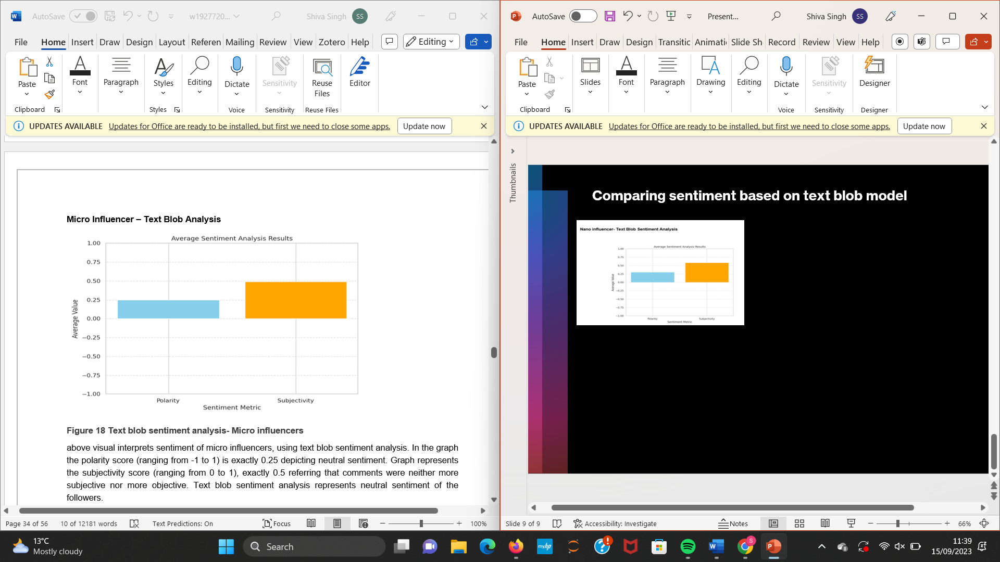 AutoSave
w1927720...
Shiva Singh
SS
File Home Insert Draw Design Layout Referen Mailing Review View Zotero Help
Editing
Paste
Font
Paragraph
Styles
Editing
Dictate
Sensitivity
Reuse Files
Editor
Clipboard
Styles
Voice
Sensitivity
Reuse Files
UPDATES AVAILABLE Updates for Office are ready to be installed, but first we need to close some apps. Update now
Micro Influencer – Text Blob Analysis
Average Sentiment Analysis Results
1.00
0.75
0.50
0.25
0.00
−0.25
−0.50
−0.75
−1.00
Average Value
Polarity
Subjectivity
Sentiment Metric
Figure 18 Text blob sentiment analysis- Micro influencers
above visual interprets sentiment of micro influencers, using text blob sentiment analysis. In the graph
the polarity score (ranging from -1 to 1) is exactly 0.25 depicting neutral sentiment. Graph represents
the subjectivity score (ranging from 0 to 1), exactly 0.5 referring that comments were neither more
subjective nor more objective. Text blob sentiment analysis represents neutral sentiment of the
followers.
Page 34 of 56
10 of 12181 words
Text Predictions: On
Focus
100%
AutoSave
Present...
Shiva Singh
SS
File Home Insert Draw Design Transitic Animati Slide Sh Record Review View Help
Paste
Slides
Font
Paragraph
Drawing
Editing
Dictate
Sensitivity
Designer
Clipboard
Voice
Sensitivity
Designer
UPDATES AVAILABLE Updates for Office are ready to be installed, but first we need to close some apps. Update now
Thumbnails
Comparing sentiment based on text blob model
Nano influencer- Text Blob Sentiment Analysis
Average Sentiment Analysis Results
1.00
0.75
0.50
0.25
0.00
−0.25
−0.50
−0.75
−1.00
Average Value
Polarity
Subjectivity
Sentiment Metric
Slide 9 of 9
Accessibility: Investigate
Notes
66%
13°C
Mostly cloudy
Search
myhp
S
11:39
15/09/2023